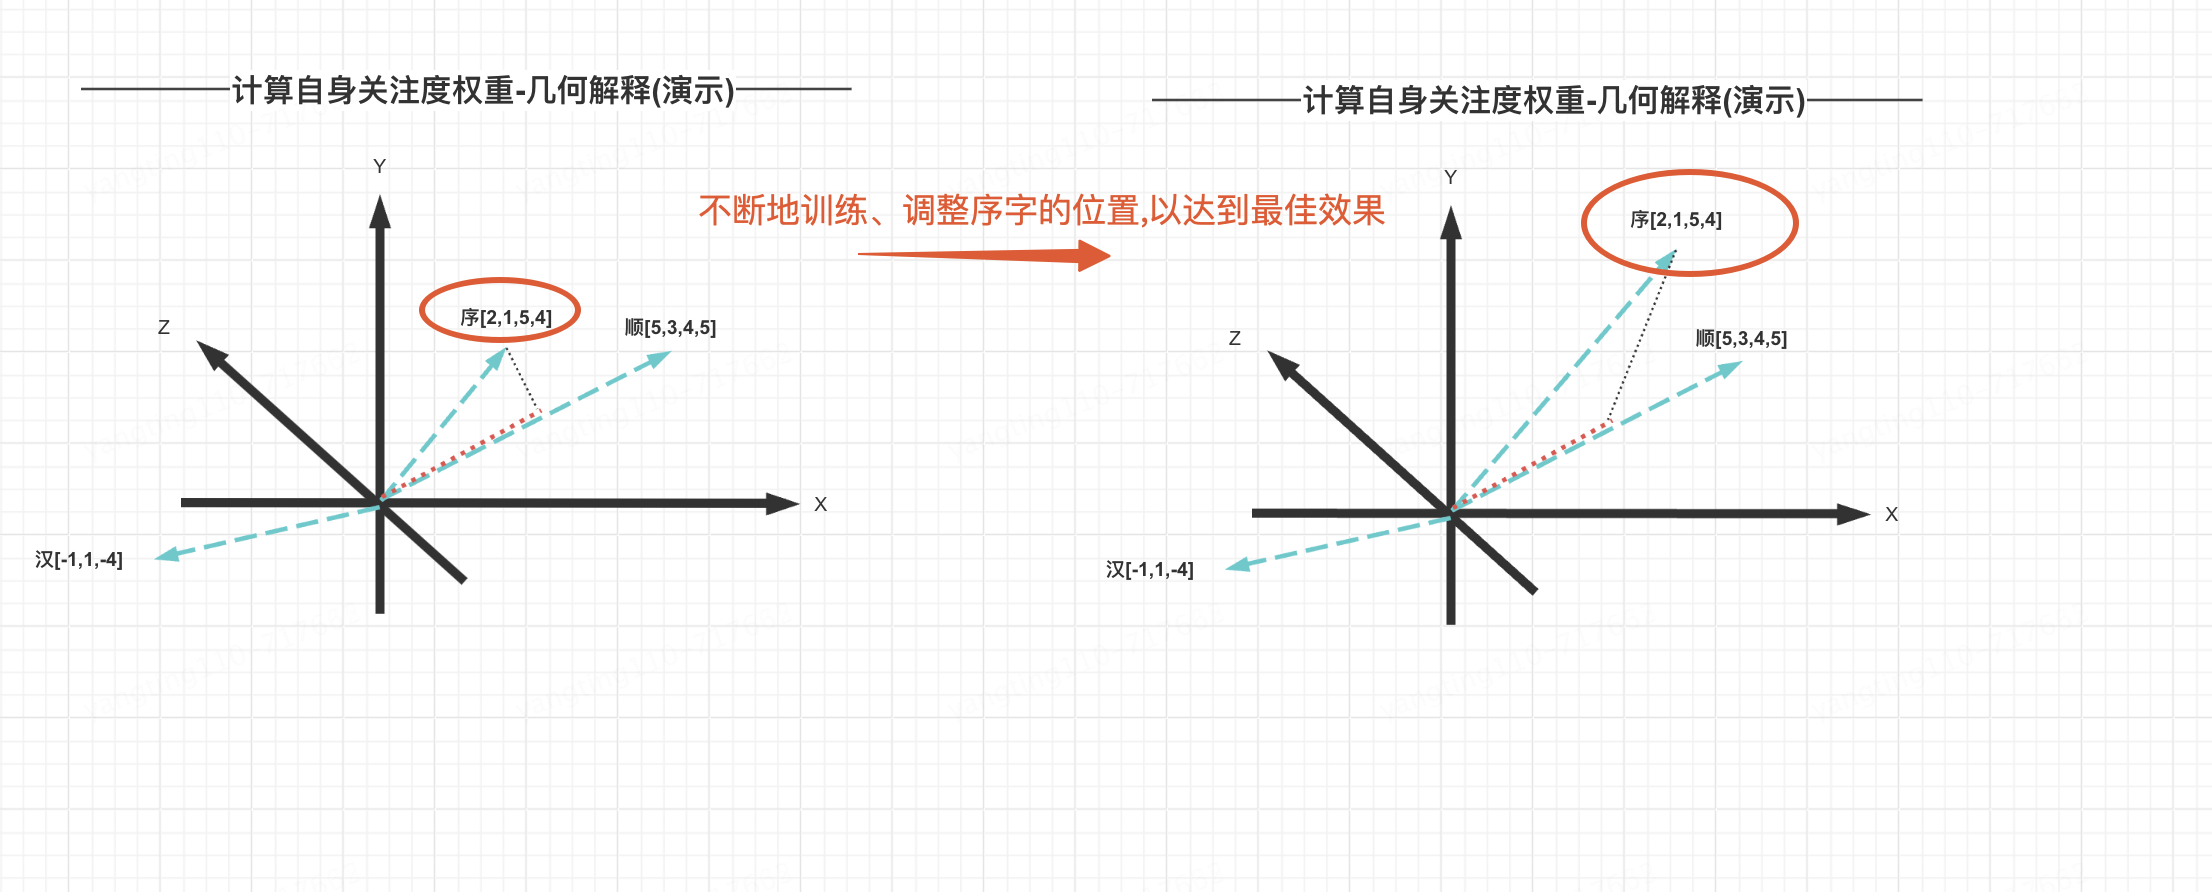 计算自身关注度权重-几何解释(演示)
Y
Z
序[2,1,5,4]
顺[5,3,4,5]
X
汉[-1,1,-4]
不断地训练、调整序字的位置,以达到最佳效果
计算自身关注度权重-几何解释(演示)
Y
Z
序[2,1,5,4]
顺[5,3,4,5]
X
汉[-1,1,-4]